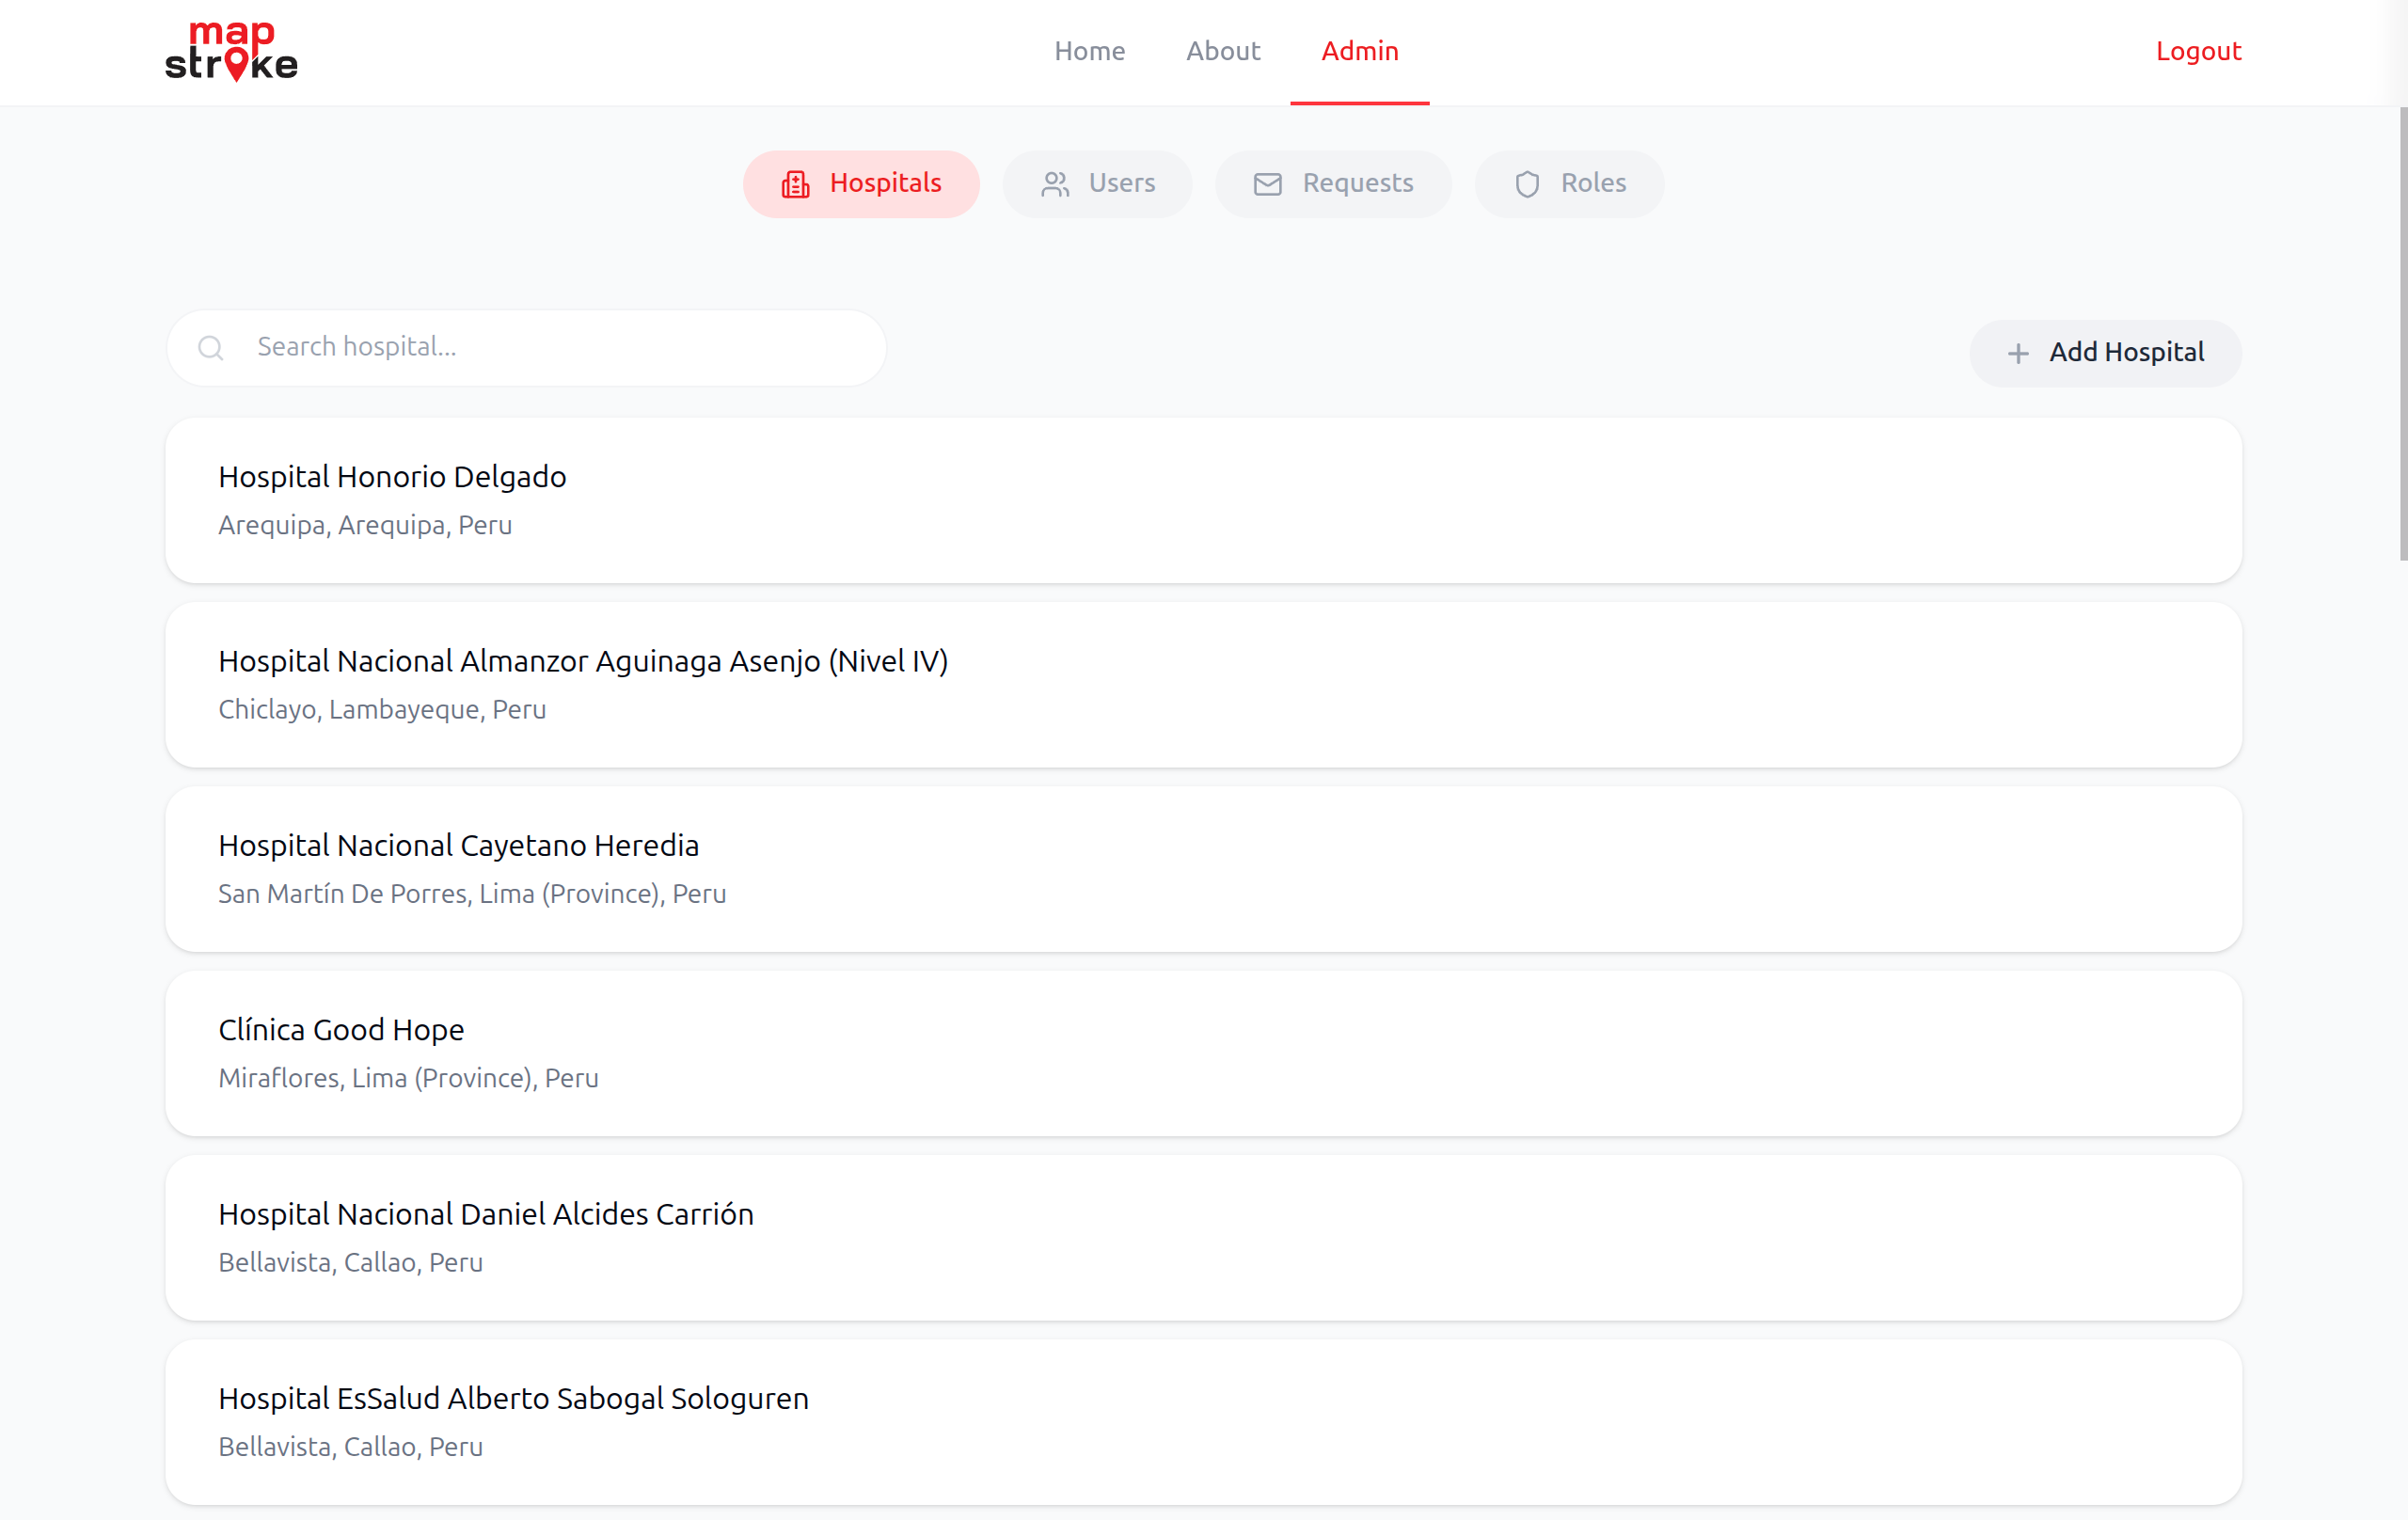 map
stroke
Home About Admin Logout
Hospitals Users Requests Roles
Search hospital...
Add Hospital
Hospital Honorio Delgado
Arequipa, Arequipa, Peru
Hospital Nacional Almanzor Aguinaga Asenjo (Nivel IV)
Chiclayo, Lambayeque, Peru
Hospital Nacional Cayetano Heredia
San Martín De Porres, Lima (Province), Peru
Clínica Good Hope
Miraflores, Lima (Province), Peru
Hospital Nacional Daniel Alcides Carrión
Bellavista, Callao, Peru
Hospital EsSalud Alberto Sabogal Sologuren
Bellavista, Callao, Peru